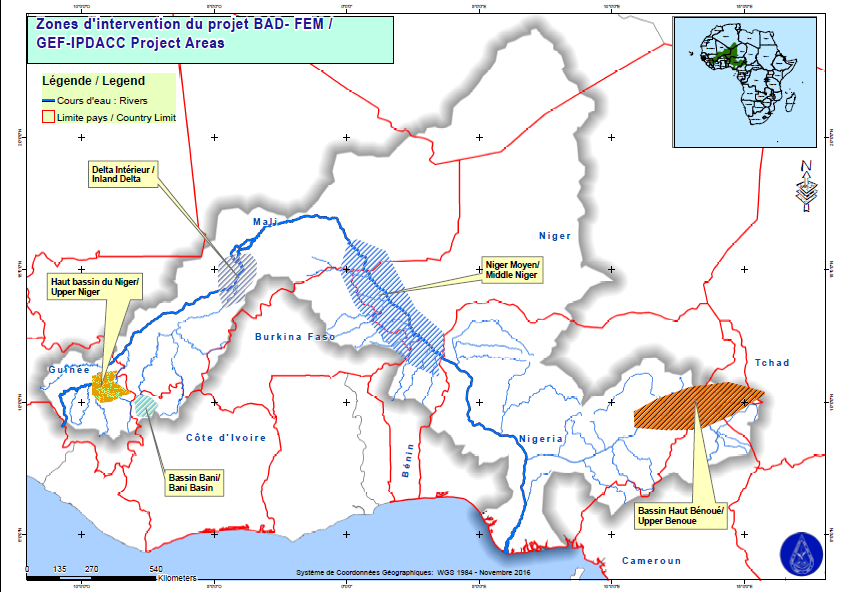 Zones d'intervention du projet BAD- FEM /
GEF-IPDACC Project Areas
Légende / Legend
Cours d'eau : Rivers
Limite pays / Country Limit
N
Delta Intérieur /
Inland Delta
Mali
Niger
Niger Moyen/
Middle Niger
Haut bassin du Niger/
Upper Niger
Burkina Faso
Guinée
Tchad
Côte d'Ivoire
Bénin
Nigeria
Bassin Bani/
Bani Basin
Bassin Haut Bénoué/
Upper Benoue
Cameroun
0 135 270 540
Kilometers
Système de Coordonnées Géographiques: WGS 1984 - Novembre 2016